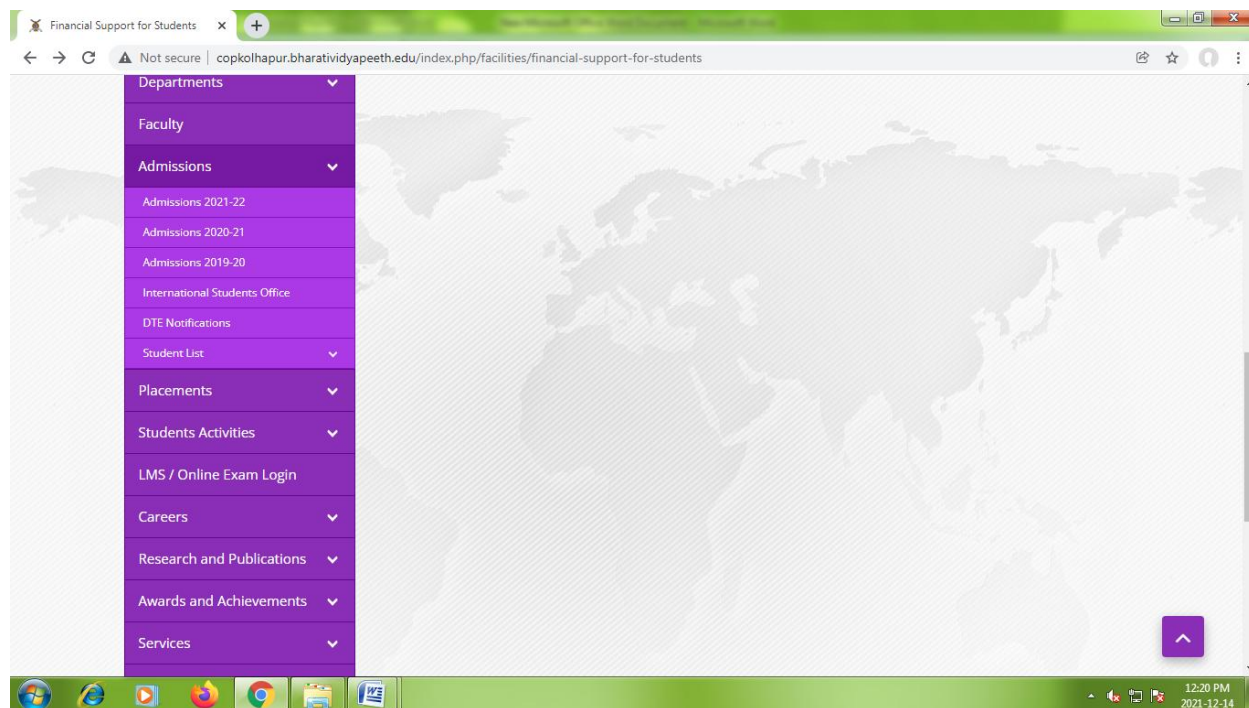 Financial Support for Students
Not secure | copkolhapur.bharatividyapeeth.edu/index.php/facilities/financial-support-for-students
Departments
Faculty
Admissions
Admissions 2021-22
Admissions 2020-21
Admissions 2019-20
International Students Office
DTE Notifications
Student List
Placements
Students Activities
LMS / Online Exam Login
Careers
Research and Publications
Awards and Achievements
Services
12:20 PM
2021-12-14